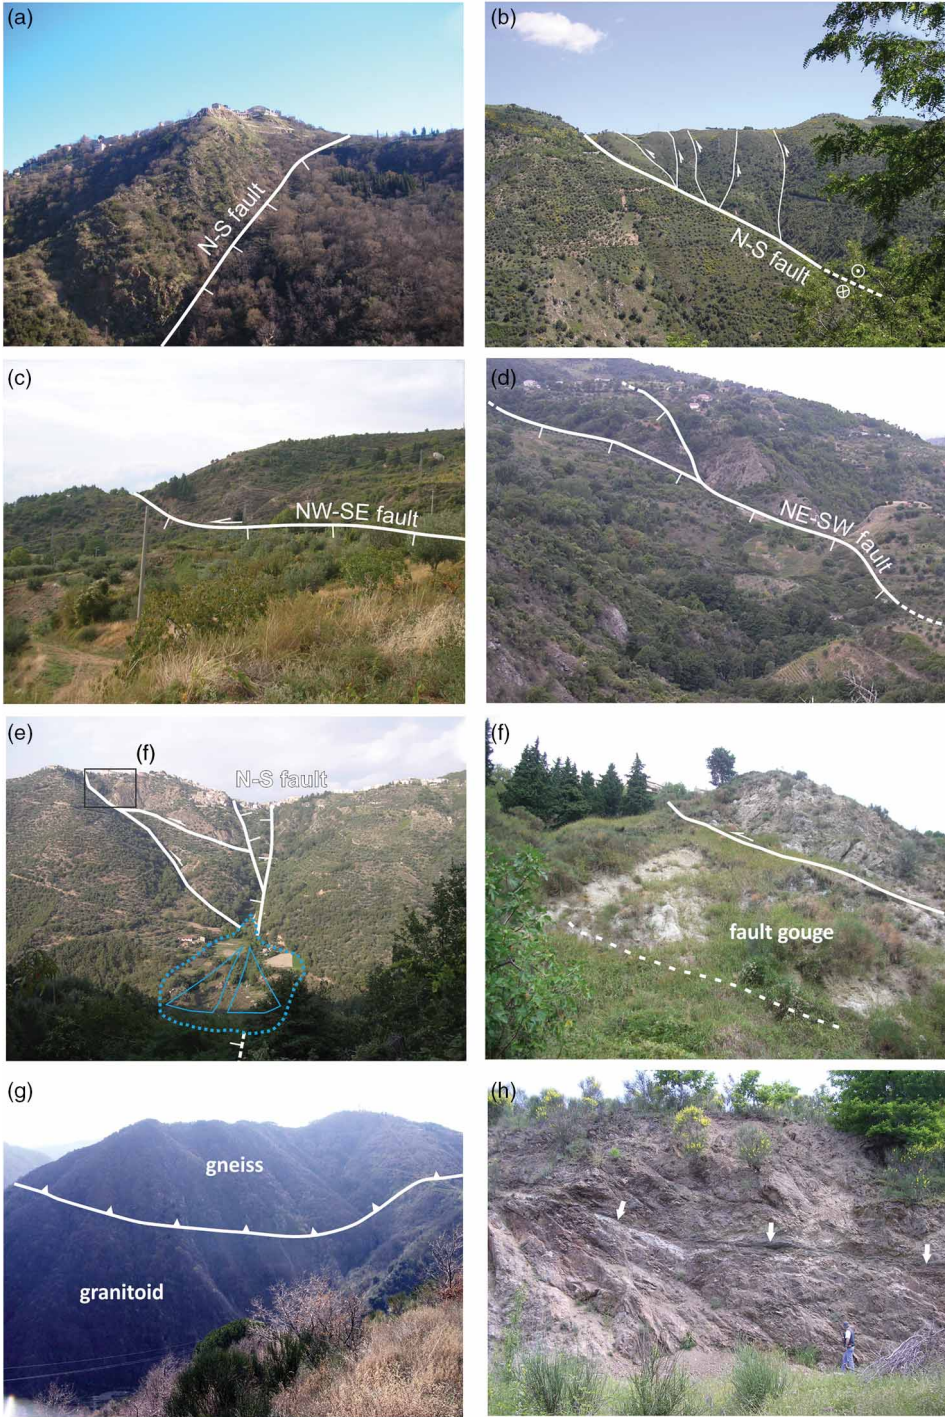 (a)
N-S fault
(b)
N-S fault
(c)
NW-SE fault
(d)
NE-SW fault
(e)
(f)
N-S fault
(f)
fault gouge
(g)
gneiss
granitoid
(h)